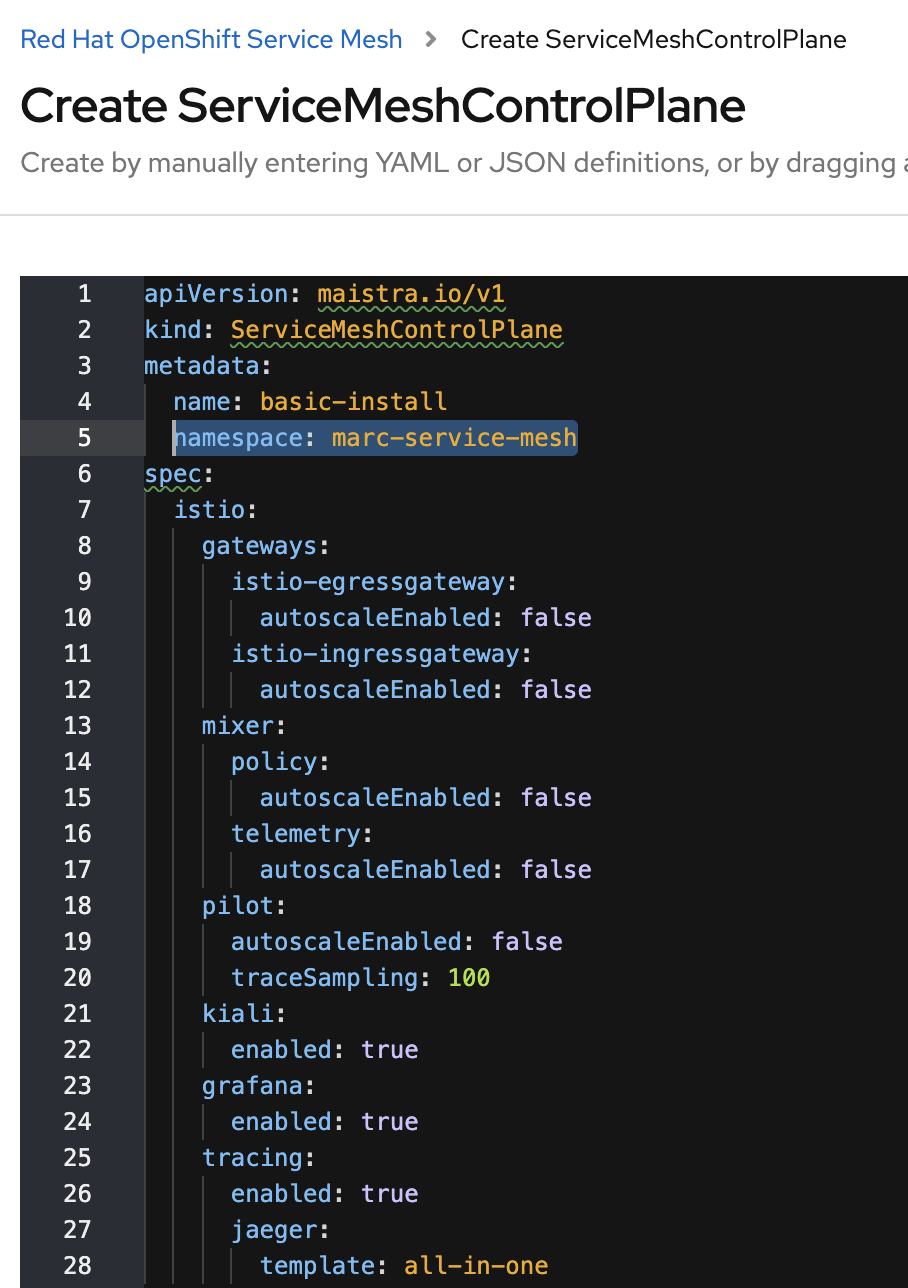 Red Hat OpenShift Service Mesh > Create ServiceMeshControlPlane
Create ServiceMeshControlPlane
Create by manually entering YAML or JSON definitions, or by dragging
1 apiVersion: maistra.io/v1
2 kind: ServiceMeshControlPlane
3 metadata:
4   name: basic-install
5   namespace: marc-service-mesh
6 spec:
7   istio:
8     gateways:
9       istio-egressgateway:
10         autoscaleEnabled: false
11       istio-ingressgateway:
12         autoscaleEnabled: false
13     mixer:
14       policy:
15         autoscaleEnabled: false
16       telemetry:
17         autoscaleEnabled: false
18     pilot:
19       autoscaleEnabled: false
20       traceSampling: 100
21     kiali:
22       enabled: true
23     grafana:
24       enabled: true
25     tracing:
26       enabled: true
27       jaeger:
28         template: all-in-one